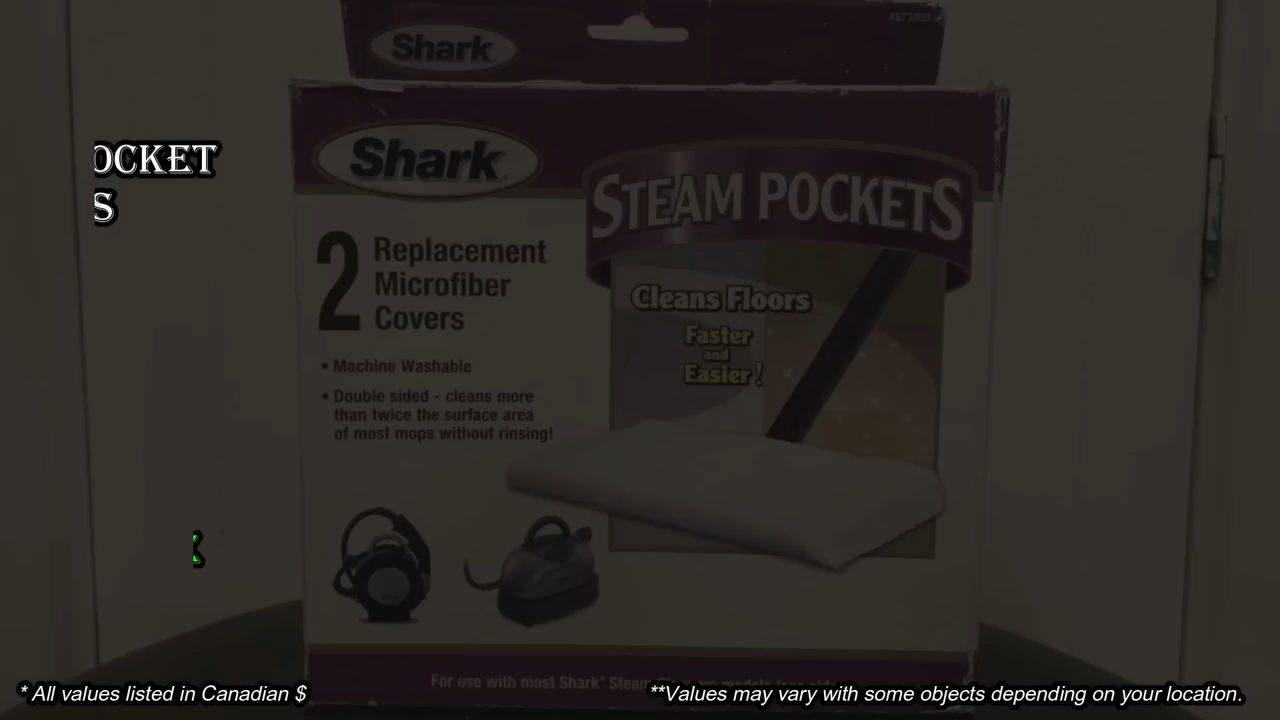 Shark
XST3NID
Shark
STEAM POCKETS
OCKET
S
2 Replacement
Microfiber
Covers
• Machine Washable
• Double sided - cleans more
than twice the surface area
of most mops without rinsing!
Cleans Floors
Faster
and
Easier!
For use with most Shark® Steam
* All values listed in Canadian $
**Values may vary with some objects depending on your location.